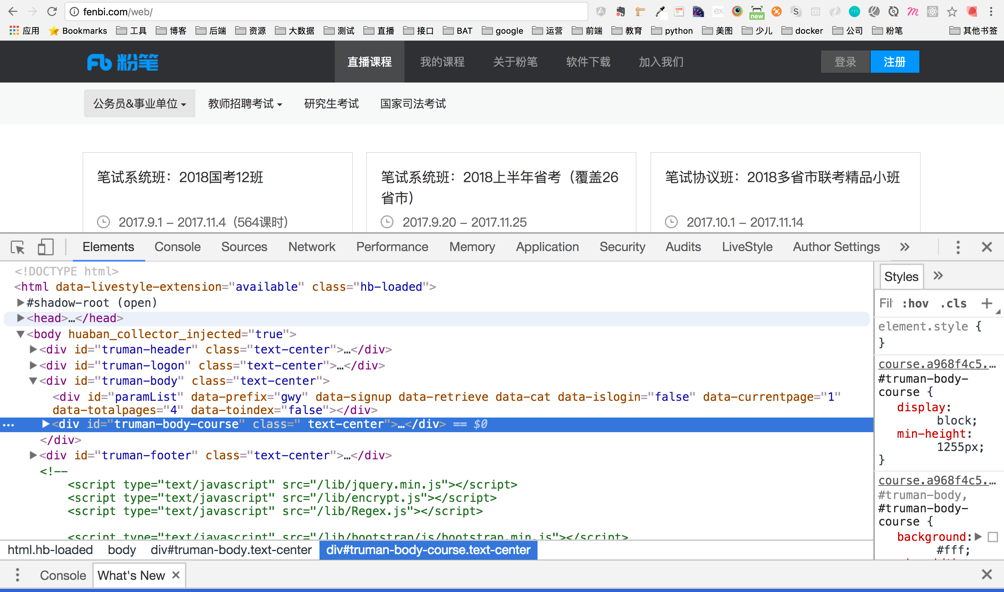 fenbi.com/web/
new
应用 Bookmarks 工具 博客 后端 资源 大数据 测试 直播 接口 BAT google 运营 前端 教育 python 美图 少儿 docker 公司 粉笔 其他书签
粉笔 直播课程 我的课程 关于粉笔 软件下载 加入我们 登录 注册
公务员&事业单位 教师招聘考试 研究生考试 国家司法考试
笔试系统班：2018国考12班
2017.9.1 – 2017.11.4（564课时）
笔试系统班：2018上半年省考（覆盖26
省市）
2017.9.20 – 2017.11.25
笔试协议班：2018多省市联考精品小班
2017.10.1 – 2017.11.14
Elements Console Sources Network Performance Memory Application Security Audits LiveStyle Author Settings »
<!DOCTYPE html>
<html data-livestyle-extension="available" class="hb-loaded">
▶#shadow-root (open)
▶<head>…</head>
▼<body huaban_collector_injected="true">
▶<div id="truman-header" class="text-center">…</div>
▶<div id="truman-logon" class="text-center">…</div>
▼<div id="truman-body" class="text-center">
<div id="paramList" data-prefix="gwy" data-signup data-retrieve data-cat data-islogin="false" data-currentpage="1"
data-totalpages="4" data-toindex="false"></div>
▶<div id="truman-body-course" class=" text-center">…</div> == $0
</div>
▶<div id="truman-footer" class="text-center">…</div>
<!--
<script type="text/javascript" src="/lib/jquery.min.js"></script>
<script type="text/javascript" src="/lib/encrypt.js"></script>
<script type="text/javascript" src="/lib/Regex.js"></script>
<script type="text/javascript" src="/lib/bootstrap/js/bootstrap.min.js"></script>
html.hb-loaded body div#truman-body.text-center div#truman-body-course.text-center
Styles »
Fil :hov .cls +
element.style {
}
course.a968f4c5.…
#truman-body-
course {
display:
block;
min-height:
1255px;
}
course.a968f4c5.…
#truman-body,
#truman-body-
course {
background:▶
#fff;
Console What's New ×